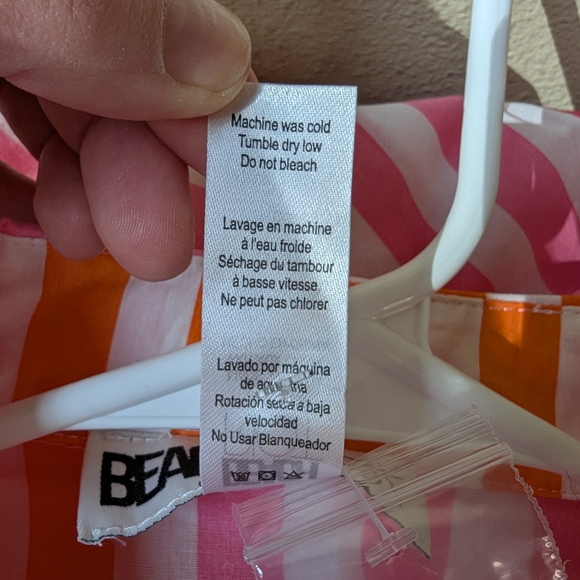 Machine was cold
Tumble dry low
Do not bleach
Lavage en machine
à l'eau froide
Séchage du tambour
à basse vitesse
Ne peut pas chlorer
Lavado por máquina
de
Rotación a baja
velocidad
No Usar Blanqueador
BEA